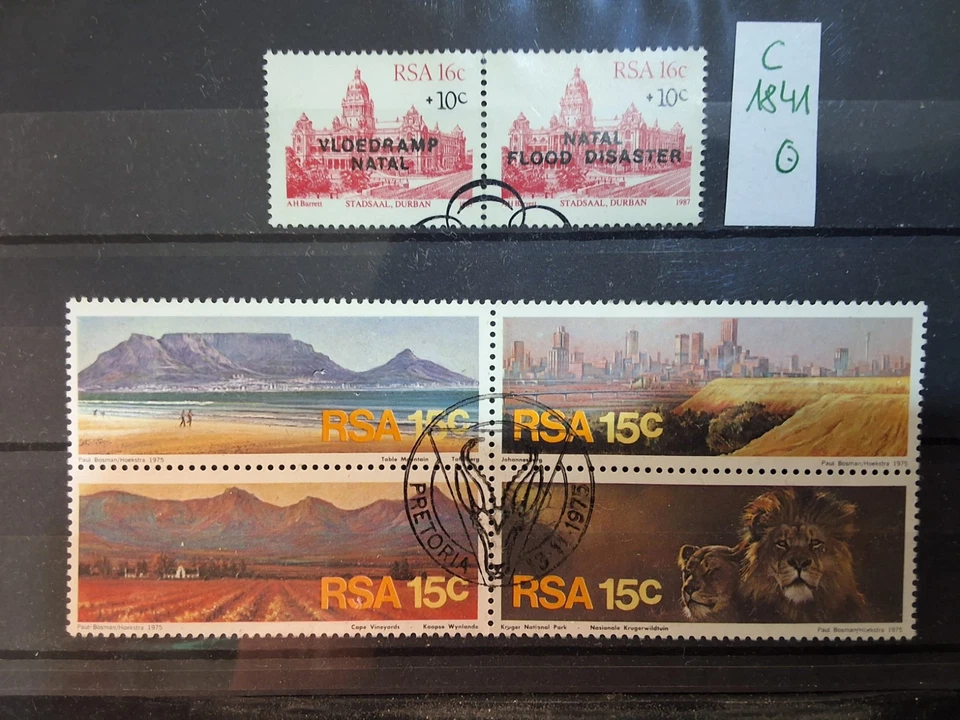 RSA 16c
+10c
VLOEDRAMP
NATAL
AH Barrett STADSAAL, DURBAN
RSA 16c
+10c
NATAL
FLOOD DISASTER
STADSAAL, DURBAN 1987
C
1841
RSA 15c
Paul Bosman/Hoekstra 1975 Table Mountain
RSA 15c
Paul Bosman/Hoekstra 1975
RSA 15c
Paul Bosman/Hoekstra 1975 Cape Vineyards - Kaapse Wynlande
RSA 15c
Kruger National Park - Nasionale Krugerwildtuin Paul Bosman/Hoekstra 1975
PRETORIA
11-1975